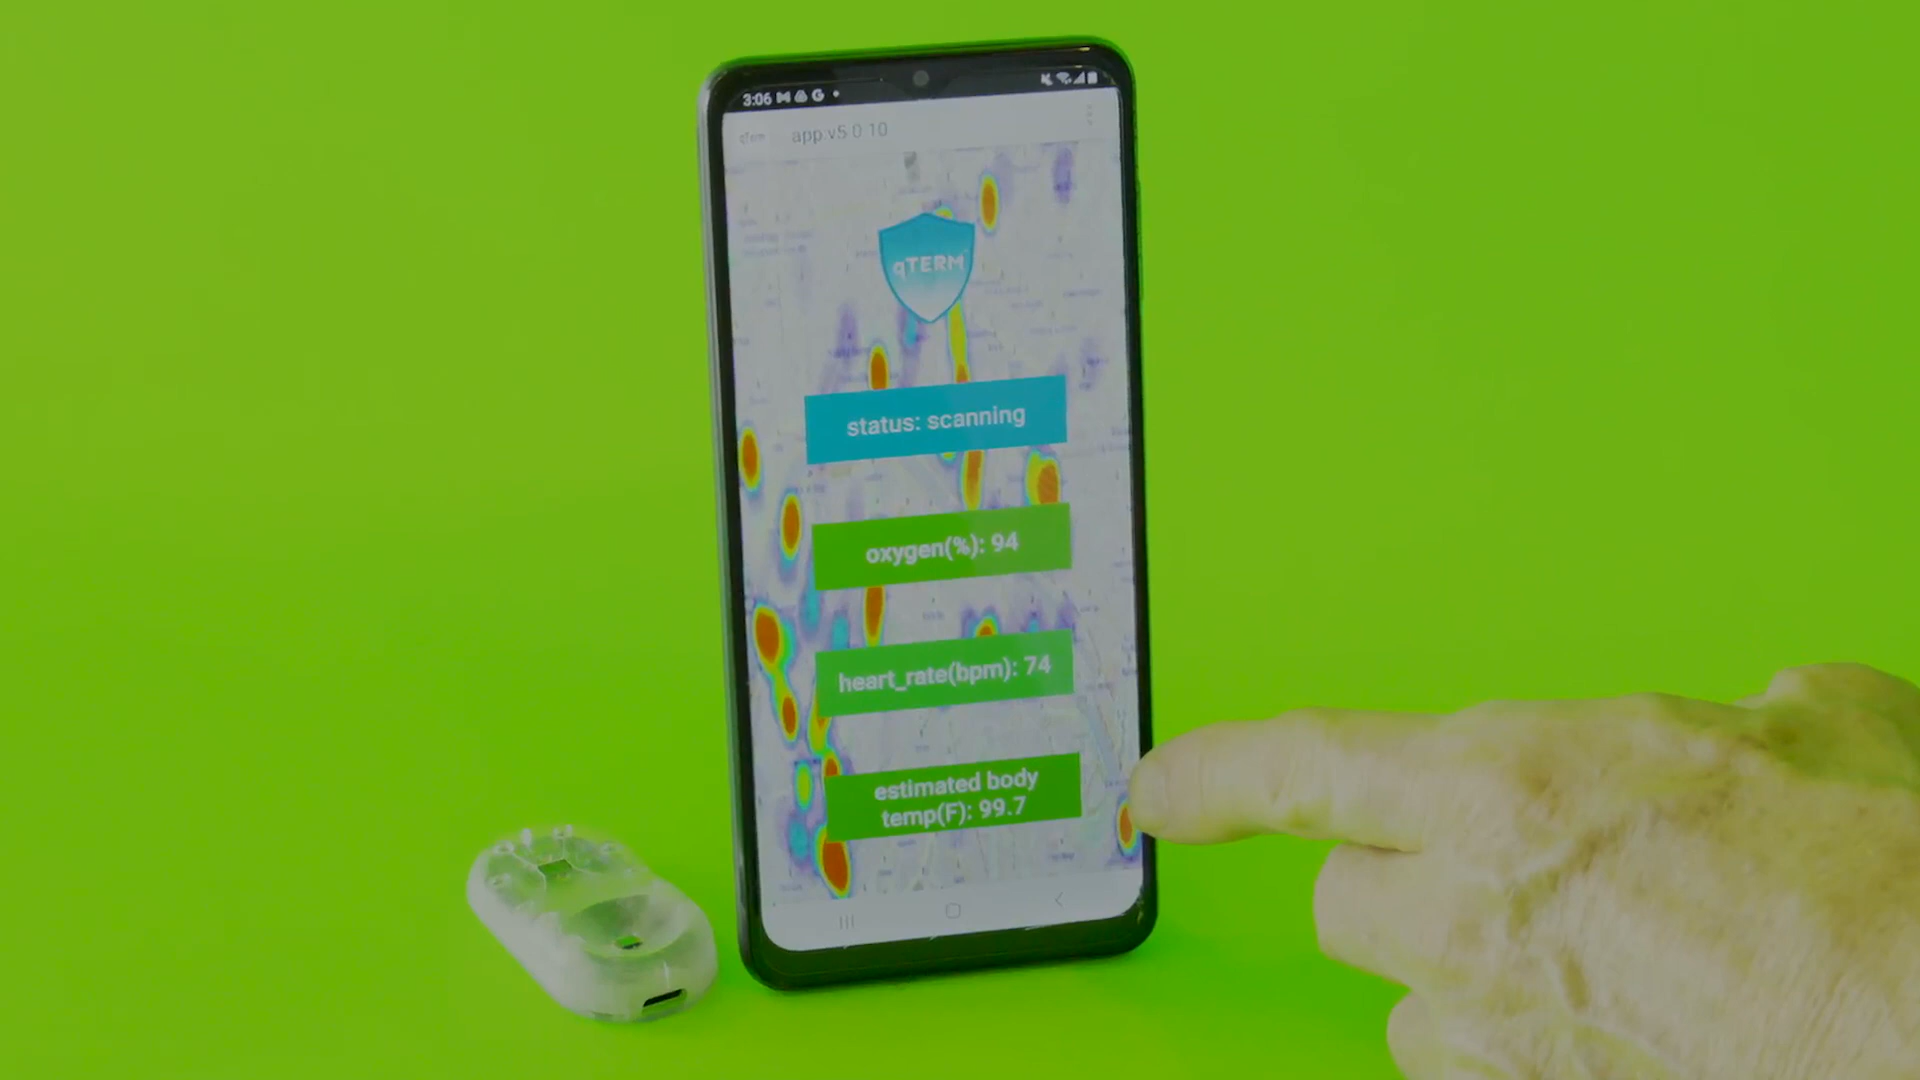 3:06
qTerm app v5.0.10
qTERM
status: scanning
oxygen(%): 94
heart_rate(bpm): 74
estimated body
temp(F): 99.7